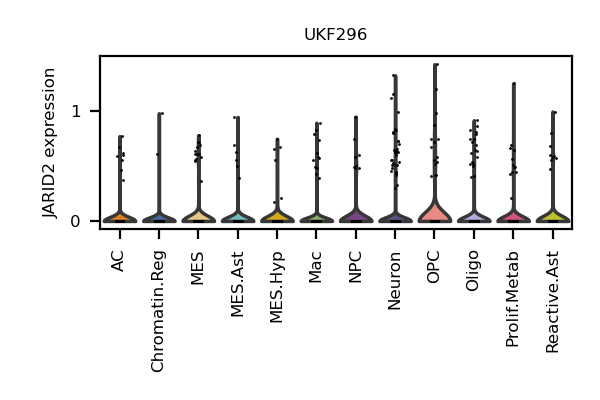 UKF296
JARID2 expression
1
0
AC
Chromatin.Reg
MES
MES.Ast
MES.Hyp
Mac
NPC
Neuron
OPC
Oligo
Prolif.Metab
Reactive.Ast